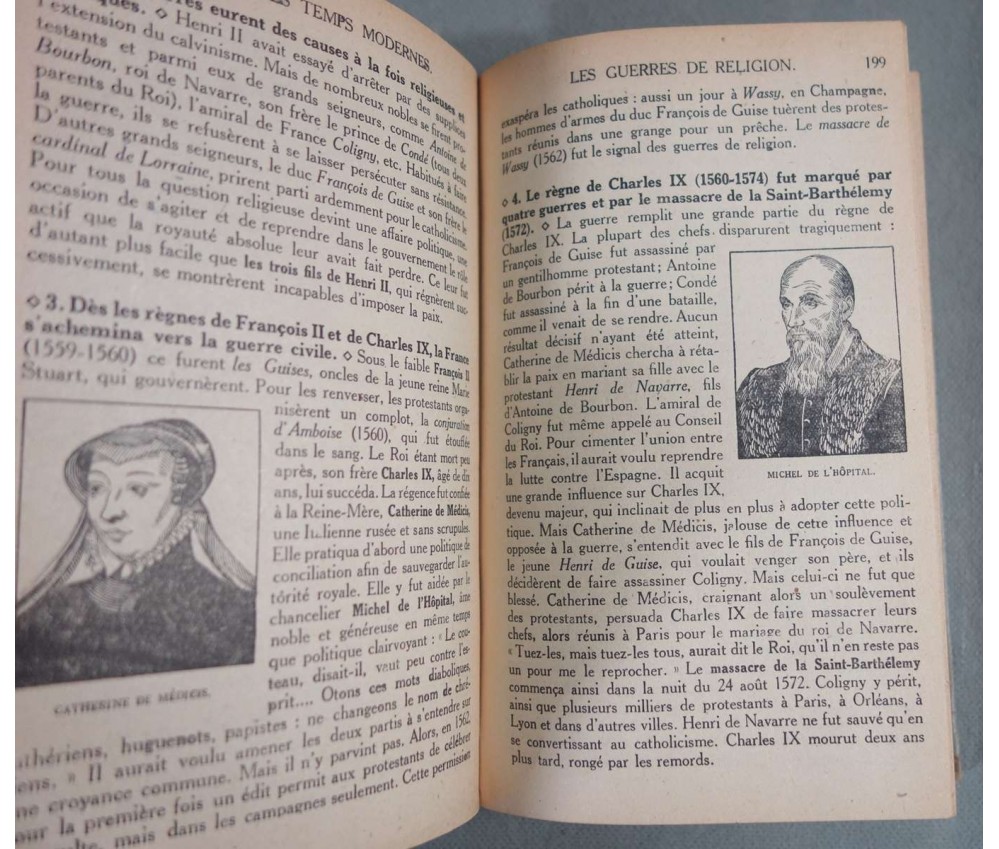 LES TEMPS MODERNES.
eurent des causes à la fois religieuses et
◇ Henri II avait essayé d'arrêter par des supplices
l'extension du calvinisme. Mais de nombreux nobles se firent pro-
testants et parmi eux de grands seigneurs, comme Antoine de
Bourbon, roi de Navarre, son frère le prince de Condé (tous deux
parents du Roi), l'amiral de France Coligny, etc. Habitués à faire
la guerre, ils se refusèrent à se laisser persécuter sans résistance.
D'autres grands seigneurs, le duc François de Guise et son frère le
cardinal de Lorraine, prirent parti ardemment pour le catholicisme.
Pour tous la question religieuse devint une affaire politique, une
occasion de s'agiter et de reprendre dans le gouvernement le rôle
actif que la royauté absolue leur avait fait perdre. Ce leur fut
d'autant plus facile que les trois fils de Henri II, qui régnèrent suc-
cessivement, se montrèrent incapables d'imposer la paix.
◇ 3. Dès les règnes de François II et de Charles IX, la France
s'achemina vers la guerre civile. ◇ Sous le faible François II
(1559-1560) ce furent les Guises, oncles de la jeune reine Marie
Stuart, qui gouvernèrent. Pour les renverser, les protestants orga-
nisèrent un complot, la conjuration
d'Amboise (1560), qui fut étouffée
dans le sang. Le Roi étant mort peu
après, son frère Charles IX, âgé de dix
ans, lui succéda. La régence fut confiée
à la Reine-Mère, Catherine de Médicis,
une Italienne rusée et sans scrupules.
Elle pratiqua d'abord une politique de
conciliation afin de sauvegarder l'au-
torité royale. Elle y fut aidée par le
chancelier Michel de l'Hôpital, âme
noble et généreuse en même temps
que politique clairvoyant : « Le cou-
teau, disait-il, vaut peu contre l'es-
prit.... Otons ces mots diaboliques,
CATHERINE DE MÉDICIS.
thériens, huguenots, papistes : ne changeons le nom de chré-
ens. » Il aurait voulu amener les deux partis à s'entendre sur
ne croyance commune. Mais il n'y parvint pas. Alors, en 1562,
our la première fois un édit permit aux protestants de célébrer
lte, mais dans les campagnes seulement. Cette permission
LES GUERRES DE RELIGION. 199
exaspéra les catholiques : aussi un jour à Wassy, en Champagne,
les hommes d'armes du duc François de Guise tuèrent des protes-
tants réunis dans une grange pour un prêche. Le massacre de
Wassy (1562) fut le signal des guerres de religion.
◇ 4. Le règne de Charles IX (1560-1574) fut marqué par
quatre guerres et par le massacre de la Saint-Barthélemy
(1572). ◇ La guerre remplit une grande partie du règne de
Charles IX. La plupart des chefs disparurent tragiquement :
François de Guise fut assassiné par
un gentilhomme protestant; Antoine
de Bourbon périt à la guerre; Condé
fut assassiné à la fin d'une bataille,
comme il venait de se rendre. Aucun
résultat décisif n'ayant été atteint,
Catherine de Médicis chercha à réta-
blir la paix en mariant sa fille avec le
protestant Henri de Navarre, fils
d'Antoine de Bourbon. L'amiral de
Coligny fut même appelé au Conseil
du Roi. Pour cimenter l'union entre
les Français, il aurait voulu reprendre
la lutte contre l'Espagne. Il acquit
une grande influence sur Charles IX,
MICHEL DE L'HÔPITAL.
devenu majeur, qui inclinait de plus en plus à adopter cette poli-
tique. Mais Catherine de Médicis, jalouse de cette influence et
opposée à la guerre, s'entendit avec le fils de François de Guise,
le jeune Henri de Guise, qui voulait venger son père, et ils
décidèrent de faire assassiner Coligny. Mais celui-ci ne fut que
blessé. Catherine de Médicis, craignant alors un soulèvement
des protestants, persuada Charles IX de faire massacrer leurs
chefs, alors réunis à Paris pour le mariage du roi de Navarre.
« Tuez-les, mais tuez-les tous, aurait dit le Roi, qu'il n'en reste pas
un pour me le reprocher. » Le massacre de la Saint-Barthélemy
commença ainsi dans la nuit du 24 août 1572. Coligny y périt,
ainsi que plusieurs milliers de protestants à Paris, à Orléans, à
Lyon et dans d'autres villes. Henri de Navarre ne fut sauvé qu'en
se convertissant au catholicisme. Charles IX mourut deux ans
plus tard, rongé par les remords.